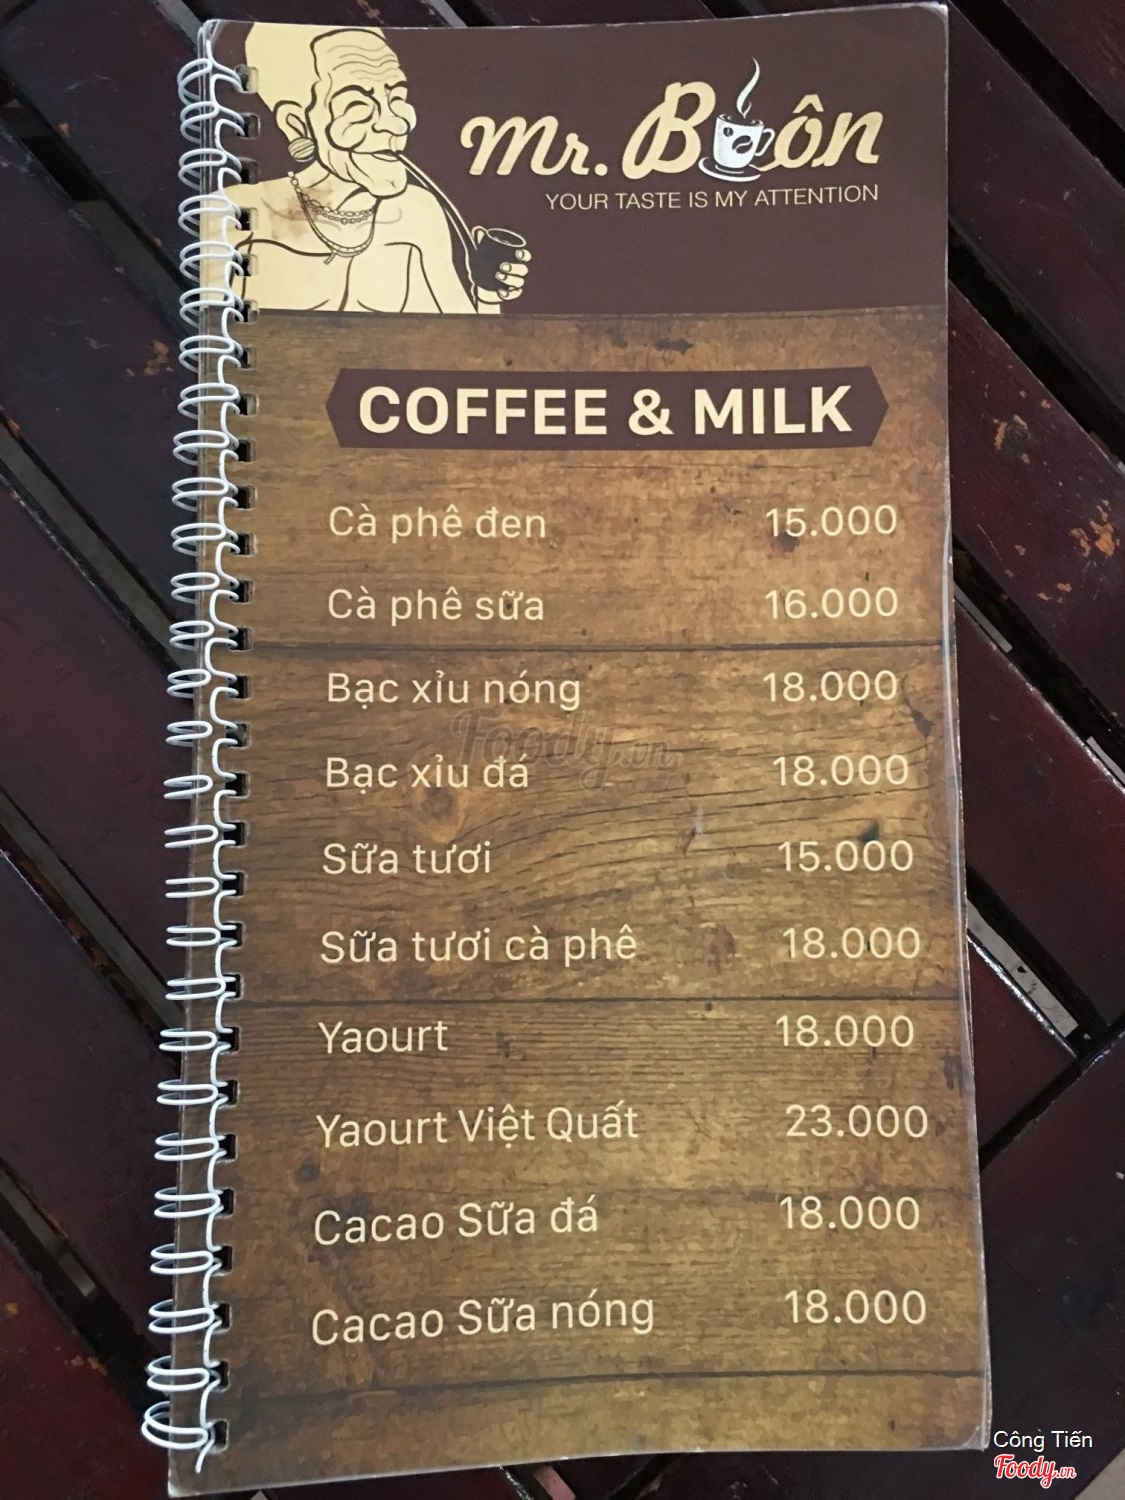 Mr. Buôn
YOUR TASTE IS MY ATTENTION
COFFEE & MILK
Cà phê đen 15.000
Cà phê sữa 16.000
Bạc xỉu nóng 18.000
Bạc xỉu đá 18.000
Sữa tươi 15.000
Sữa tươi cà phê 18.000
Yaourt 18.000
Yaourt Việt Quất 23.000
Cacao Sữa đá 18.000
Cacao Sữa nóng 18.000
Foody.vn
Công Tiến
Foody.vn